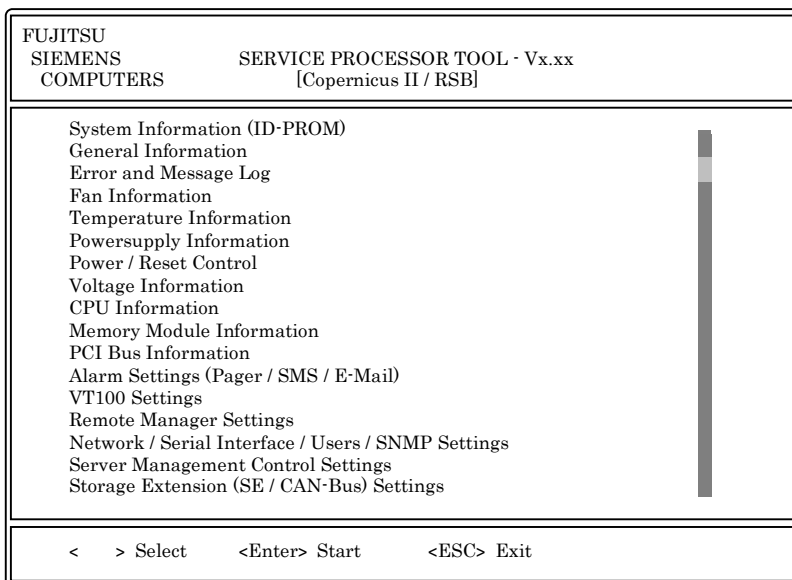 FUJITSU
SIEMENS SERVICE PROCESSOR TOOL - Vx.xx
COMPUTERS [Copernicus II / RSB]
System Information (ID-PROM)
General Information
Error and Message Log
Fan Information
Temperature Information
Powersupply Information
Power / Reset Control
Voltage Information
CPU Information
Memory Module Information
PCI Bus Information
Alarm Settings (Pager / SMS / E-Mail)
VT100 Settings
Remote Manager Settings
Network / Serial Interface / Users / SNMP Settings
Server Management Control Settings
Storage Extension (SE / CAN-Bus) Settings
< > Select <Enter> Start <ESC> Exit